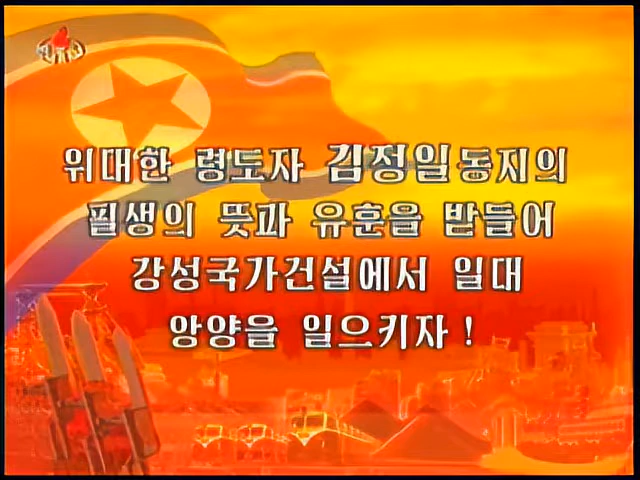 위대한 령도자 김정일동지의
필생의 뜻과 유훈을 받들어
강성국가건설에서 일대
앙양을 일으키자!